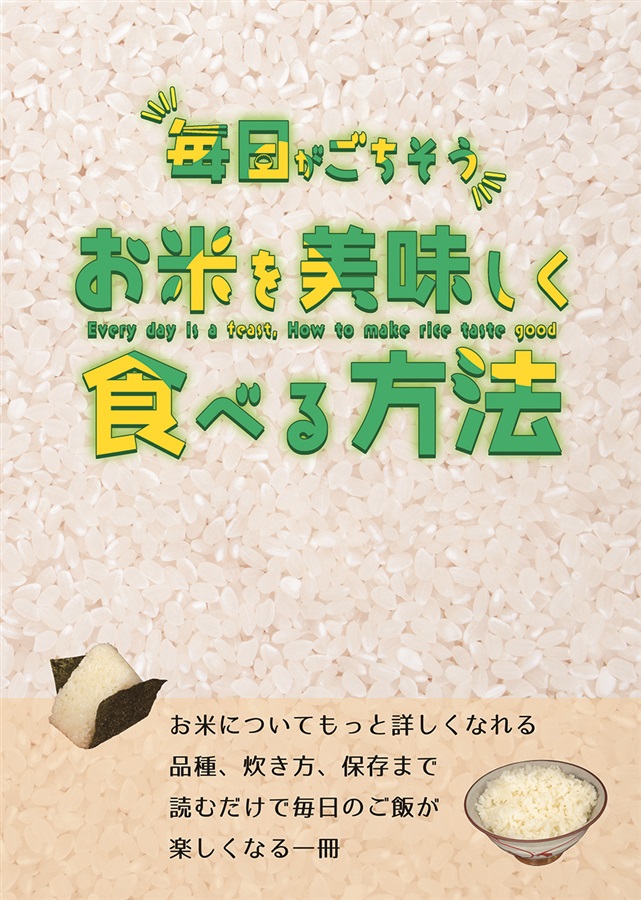 毎日がごちそう
お米を美味しく
Every day is a feast, How to make rice taste good
食べる方法
お米についてもっと詳しくなれる
品種、炊き方、保存まで
読むだけで毎日のご飯が
楽しくなる一冊